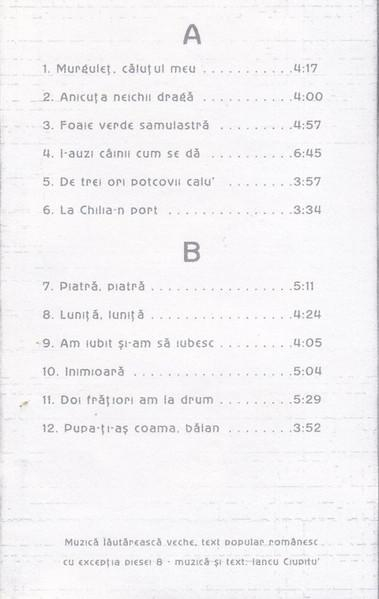 A
1. Murguleț, căluțul meu . . . . . . . . . . .4:17
2. Anicuța neichii dragă . . . . . . . . . . .4:00
3. Foaie verde samulastră . . . . . . . . .4:57
4. I-auzi câinii cum se dă . . . . . . . . . .6:45
5. De trei ori potcovii calu' . . . . . . . .3:57
6. La Chilia-n port . . . . . . . . . . . . . . .3:34
B
7. Piatră, piatră . . . . . . . . . . . . . . . . .5:11
8. Luniță, luniță . . . . . . . . . . . . . . . . .4:24
9. Am iubit și-am să iubesc . . . . . . . .4:05
10. Inimioară . . . . . . . . . . . . . . . . . . .5:04
11. Doi frățiori am la drum . . . . . . . . .5:29
12. Pupa-ți-aș coama, bălan . . . . . . . .3:52
Muzică lăutărească veche, text popular românesc
cu excepția piesei 8 - muzică și text: Iancu Ciupitu'